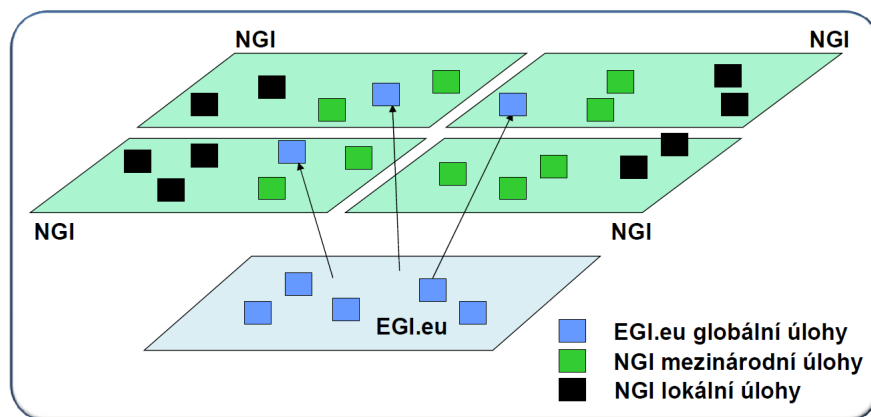 NGI
NGI
NGI
NGI
EGI.eu
EGI.eu globální úlohy
NGI mezinárodní úlohy
NGI lokální úlohy